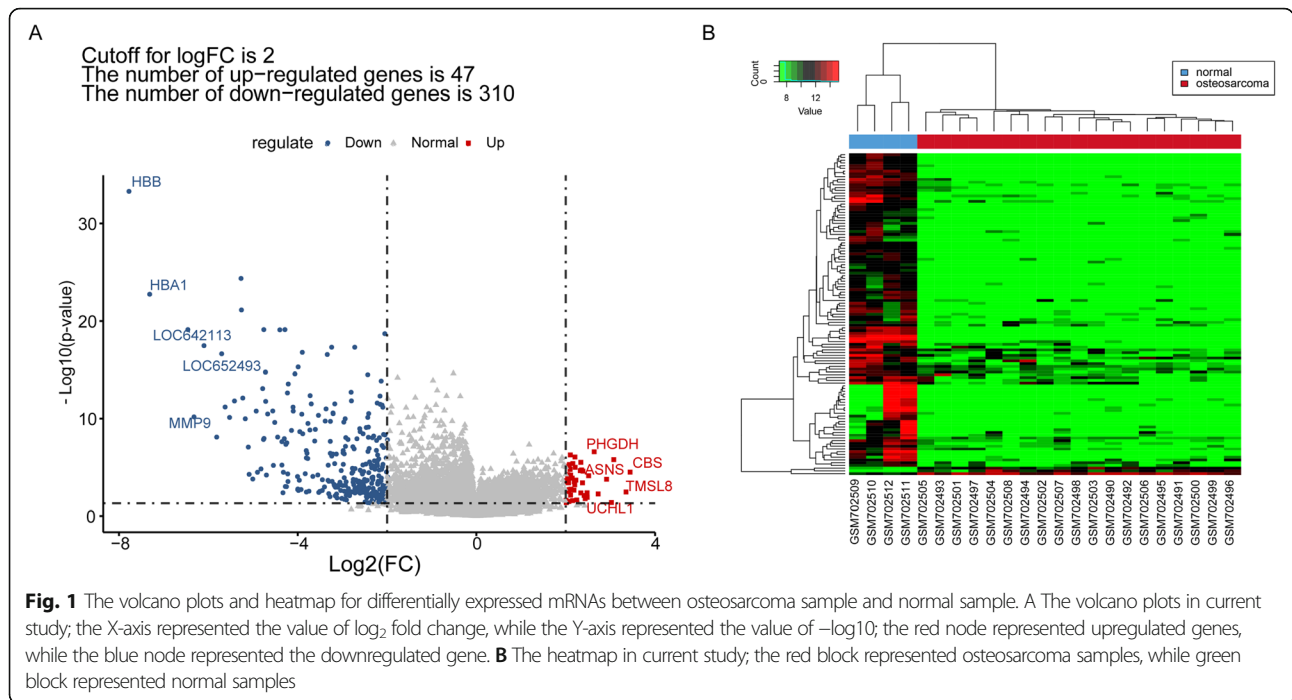 A
Cutoff for logFC is 2
The number of up-regulated genes is 47
The number of down-regulated genes is 310
regulate Down Normal Up
HBB
HBA1
LOC642113
LOC652493
MMP9
PHGDH
ASNS
CBS
TMSL8
UCHL1
30
20
10
0
- Log10(p-value)
-8 -4 0 4
Log2(FC)
B
Count
0
8 12
Value
normal
osteosarcoma
GSM702509
GSM702510
GSM702512
GSM702511
GSM702505
GSM702493
GSM702501
GSM702497
GSM702504
GSM702508
GSM702494
GSM702502
GSM702507
GSM702498
GSM702503
GSM702490
GSM702492
GSM702506
GSM702495
GSM702491
GSM702500
GSM702499
GSM702496
Fig. 1 The volcano plots and heatmap for differentially expressed mRNAs between osteosarcoma sample and normal sample. A The volcano plots in current
study; the X-axis represented the value of log₂ fold change, while the Y-axis represented the value of −log10; the red node represented upregulated genes,
while the blue node represented the downregulated gene. B The heatmap in current study; the red block represented osteosarcoma samples, while green
block represented normal samples